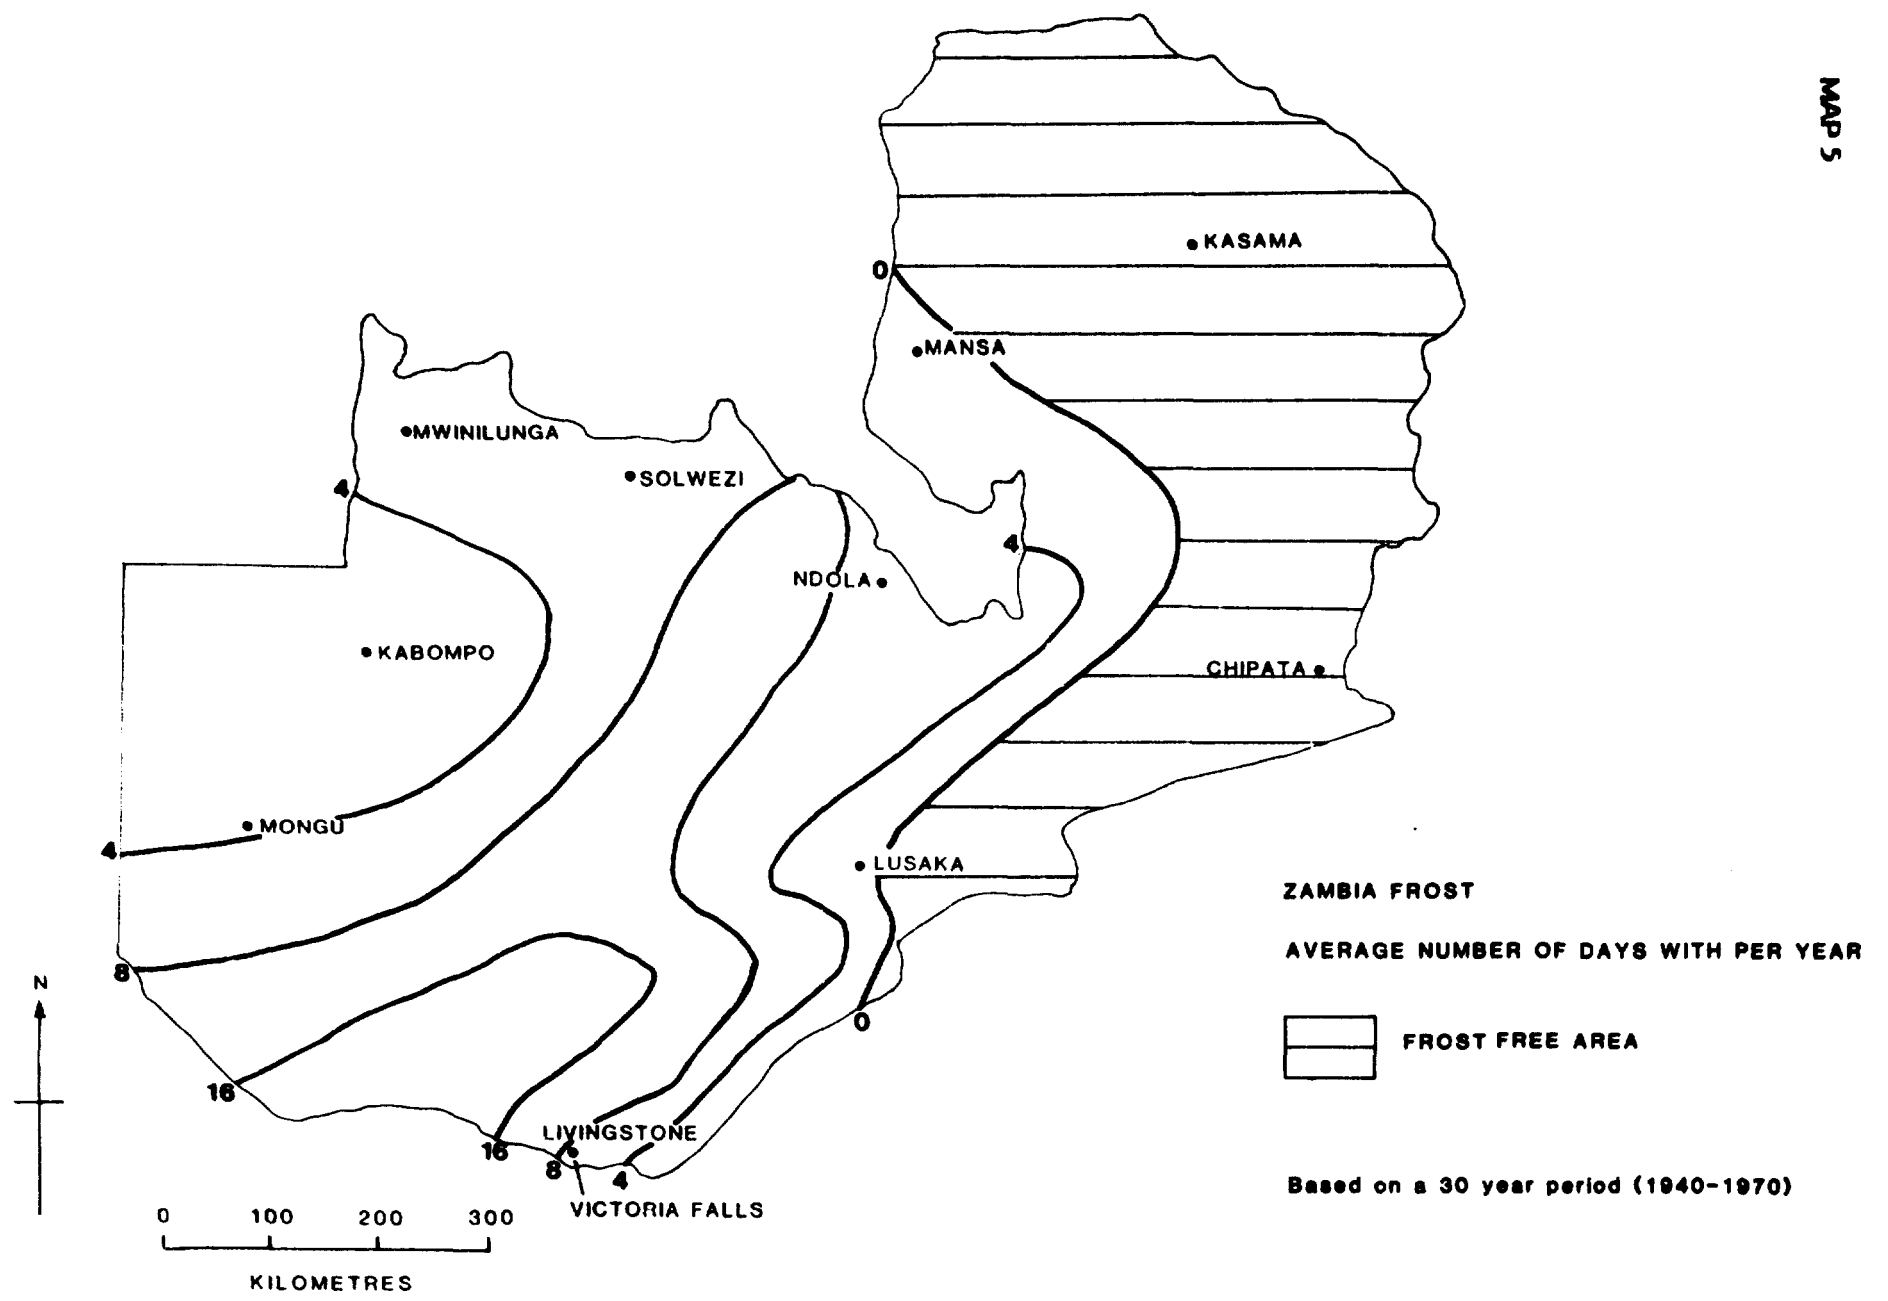 MAP 5
KASAMA
0
MANSA
MWINILUNGA
SOLWEZI
4
4
NDOLA
KABOMPO
CHIPATA
MONGU
4
LUSAKA
ZAMBIA FROST
AVERAGE NUMBER OF DAYS WITH PER YEAR
8
N
0
FROST FREE AREA
16
LIVINGSTONE
16
8
4
VICTORIA FALLS
Based on a 30 year period (1940-1970)
0 100 200 300
KILOMETRES